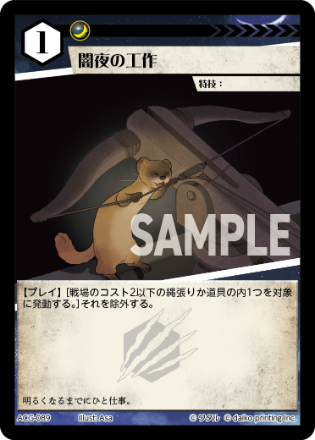 1
闇夜の工作
特技：
SAMPLE
【プレイ】[戦場のコスト2以下の縄張りか道具の内1つを対象
に発動する。]それを除外する。
明るくなるまでにひと仕事。
ACG-089 Illust: Asa © ワタル © daiko printing inc.